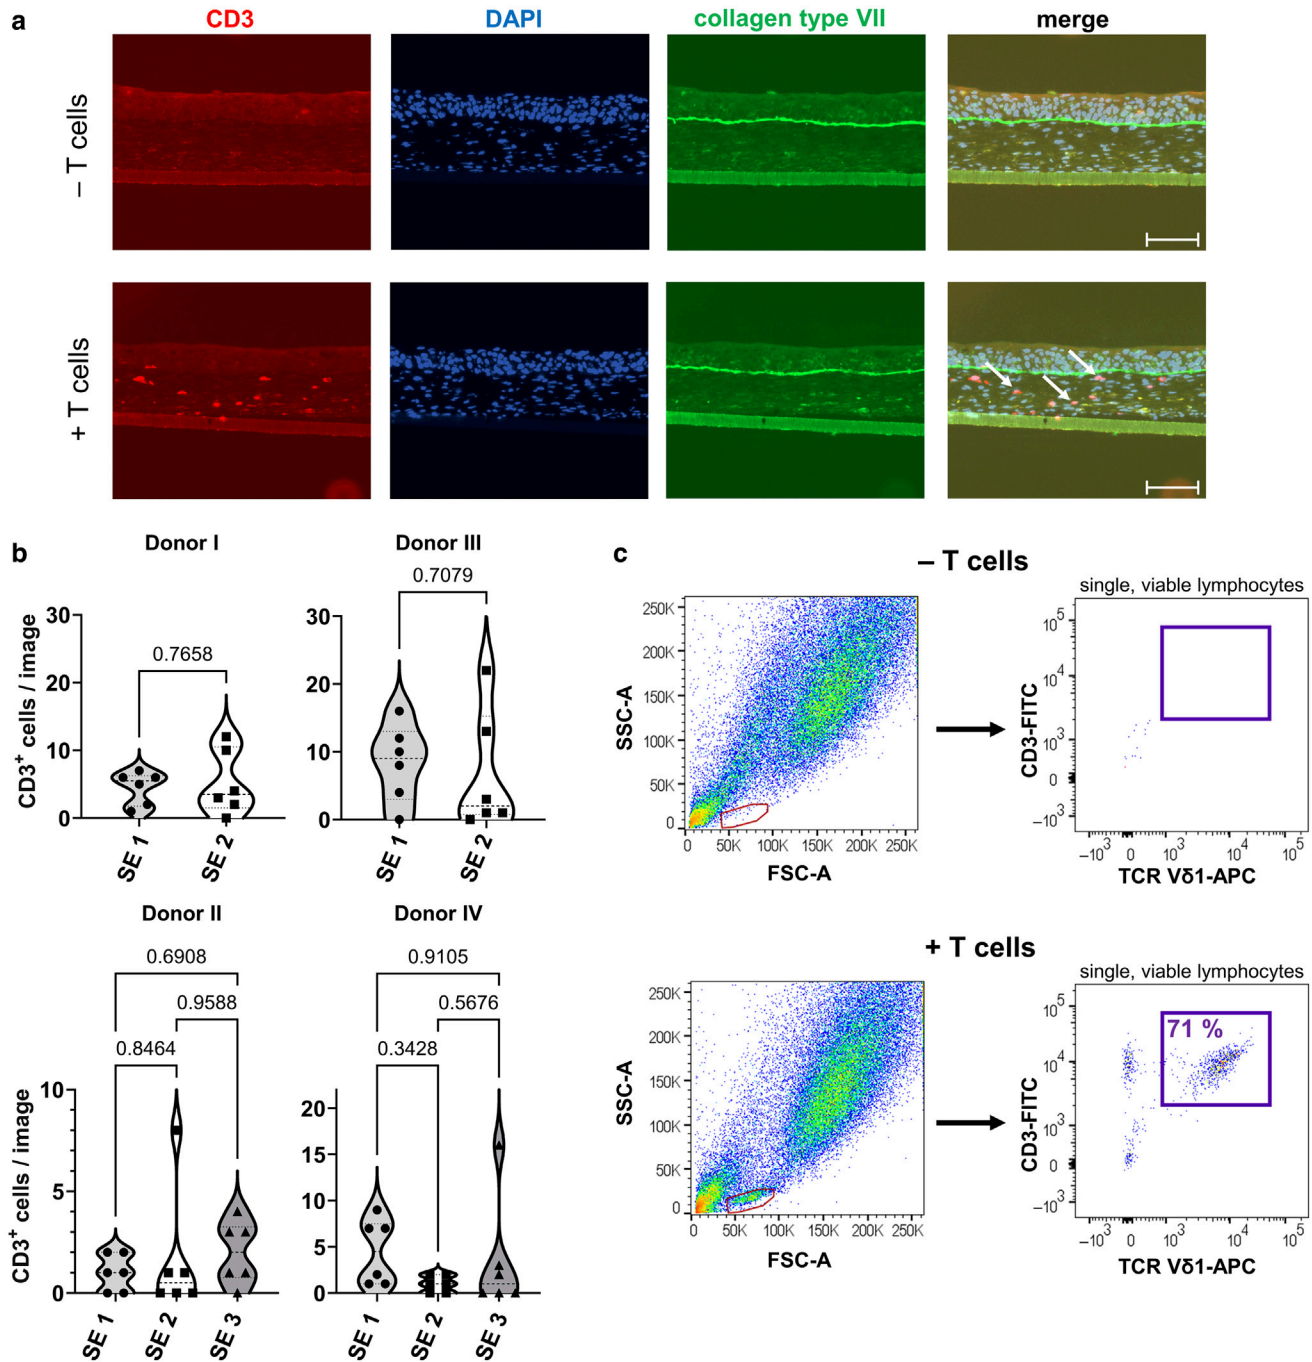 a
CD3
DAPI
collagen type VII
merge
– T cells
+ T cells
b
Donor I
CD3+ cells / image
30
20
10
0
0.7658
SE 1
SE 2
Donor III
0.7079
30
20
10
0
SE 1
SE 2
Donor II
0.6908
0.9588
0.8464
CD3+ cells / image
10
5
0
SE 1
SE 2
SE 3
Donor IV
0.9105
0.5676
0.3428
20
15
10
5
0
SE 1
SE 2
SE 3
c
– T cells
SSC-A
250K
200K
150K
100K
50K
0
0 50K 100K 150K 200K 250K
FSC-A
single, viable lymphocytes
CD3-FITC
10^5
10^4
10^3
0
–10^3
–10^3 0 10^3 10^4 10^5
TCR Vδ1-APC
+ T cells
SSC-A
250K
200K
150K
100K
50K
0
0 50K 100K 150K 200K 250K
FSC-A
single, viable lymphocytes
71 %
CD3-FITC
10^5
10^4
10^3
0
–10^3
–10^3 0 10^3 10^4 10^5
TCR Vδ1-APC